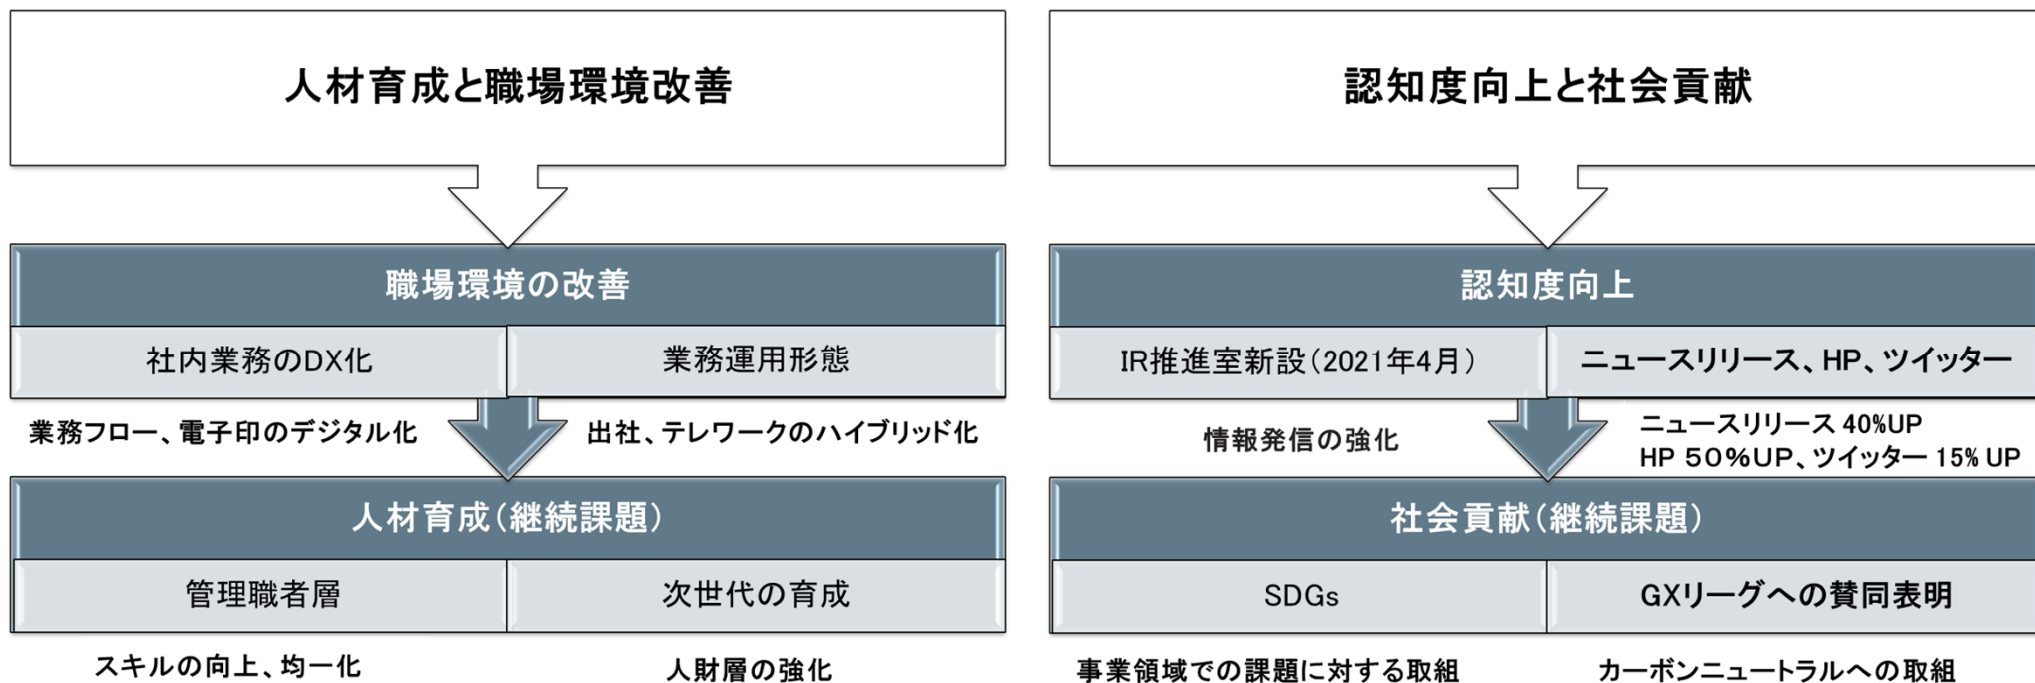 人材育成と職場環境改善
職場環境の改善
社内業務のDX化
業務運用形態
業務フロー、電子印のデジタル化
出社、テレワークのハイブリッド化
人材育成(継続課題)
管理職者層
次世代の育成
スキルの向上、均一化
人財層の強化
認知度向上と社会貢献
認知度向上
IR推進室新設(2021年4月)
ニュースリリース、HP、ツイッター
情報発信の強化
ニュースリリース 40%UP
HP 50%UP、ツイッター 15% UP
社会貢献(継続課題)
SDGs
GXリーグへの賛同表明
事業領域での課題に対する取組
カーボンニュートラルへの取組